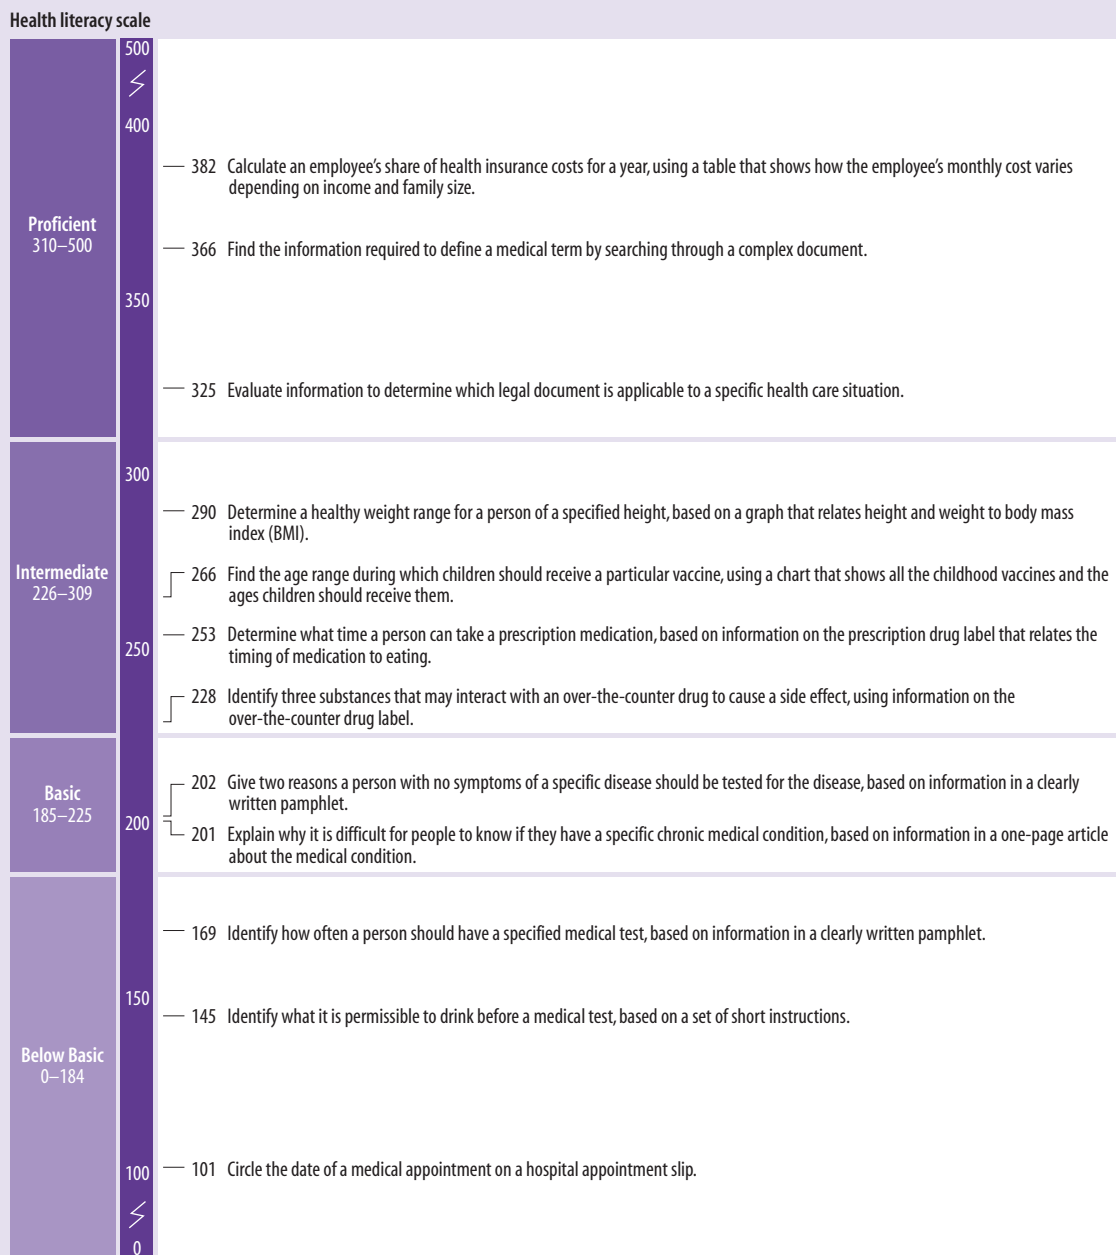 Health literacy scale
500
400
382 Calculate an employee's share of health insurance costs for a year, using a table that shows how the employee's monthly cost varies
depending on income and family size.
Proficient
310–500
366 Find the information required to define a medical term by searching through a complex document.
350
325 Evaluate information to determine which legal document is applicable to a specific health care situation.
300
290 Determine a healthy weight range for a person of a specified height, based on a graph that relates height and weight to body mass
index (BMI).
Intermediate
226–309
266 Find the age range during which children should receive a particular vaccine, using a chart that shows all the childhood vaccines and the
ages children should receive them.
253 Determine what time a person can take a prescription medication, based on information on the prescription drug label that relates the
timing of medication to eating.
250
228 Identify three substances that may interact with an over-the-counter drug to cause a side effect, using information on the
over-the-counter drug label.
Basic
185–225
202 Give two reasons a person with no symptoms of a specific disease should be tested for the disease, based on information in a clearly
written pamphlet.
200
201 Explain why it is difficult for people to know if they have a specific chronic medical condition, based on information in a one-page article
about the medical condition.
169 Identify how often a person should have a specified medical test, based on information in a clearly written pamphlet.
150
145 Identify what it is permissible to drink before a medical test, based on a set of short instructions.
Below Basic
0–184
100
101 Circle the date of a medical appointment on a hospital appointment slip.
0